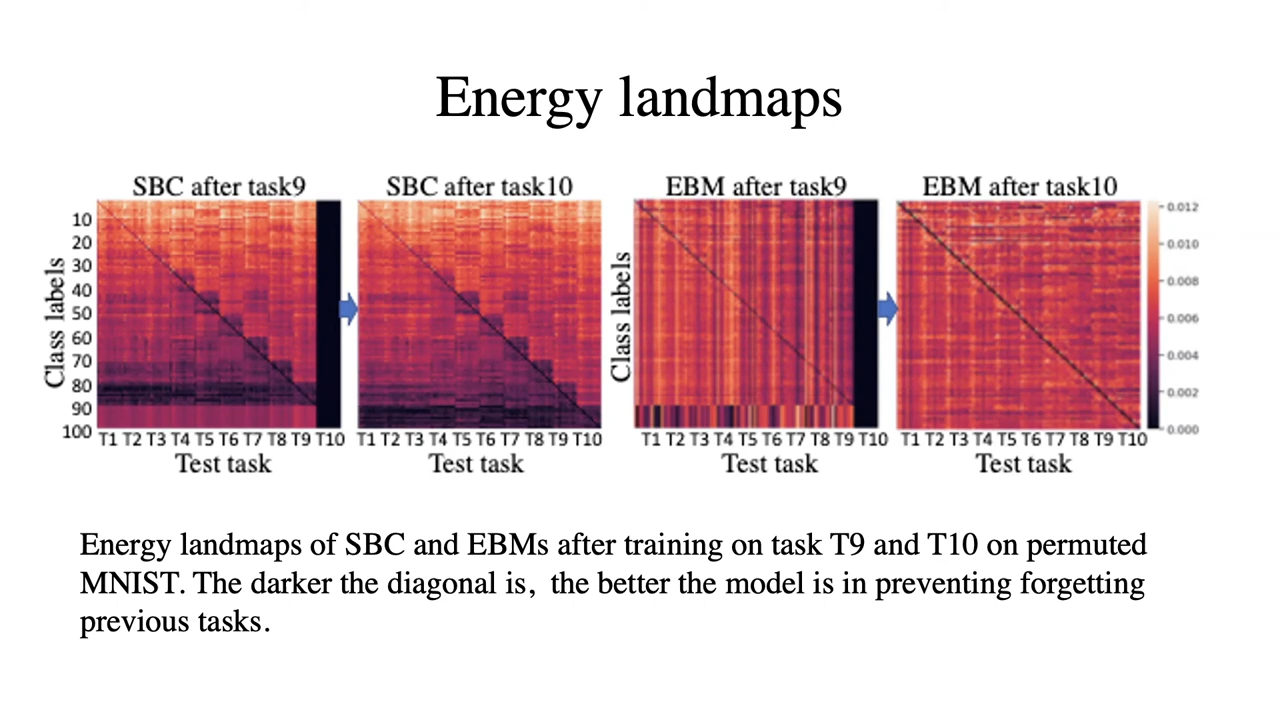 Energy landmaps
SBC after task9
SBC after task10
EBM after task9
EBM after task10
Class labels
10
20
30
40
50
60
70
80
90
100
T1 T2 T3 T4 T5 T6 T7 T8 T9 T10
Test task
T1 T2 T3 T4 T5 T6 T7 T8 T9 T10
Test task
Class labels
T1 T2 T3 T4 T5 T6 T7 T8 T9 T10
Test task
T1 T2 T3 T4 T5 T6 T7 T8 T9 T10
Test task
0.012
0.010
0.008
0.006
0.004
0.002
0.000
Energy landmaps of SBC and EBMs after training on task T9 and T10 on permuted
MNIST. The darker the diagonal is, the better the model is in preventing forgetting
previous tasks.